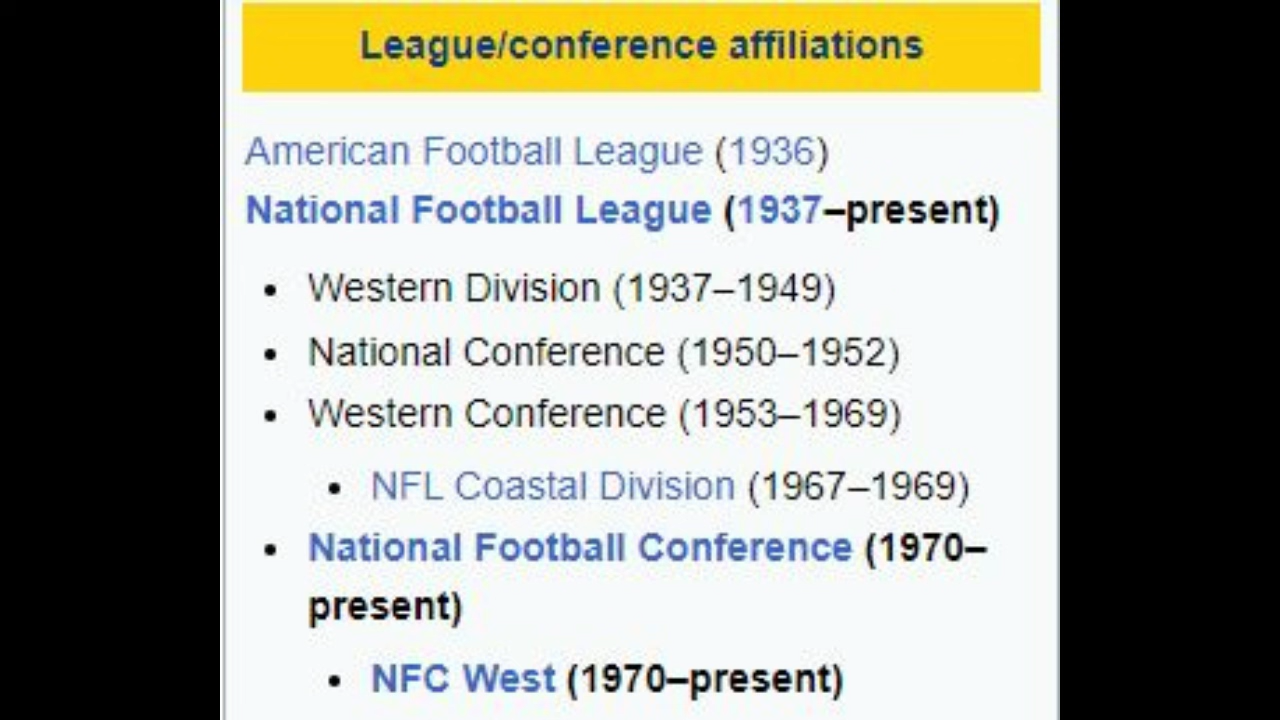 League/conference affiliations
American Football League (1936)
National Football League (1937–present)
• Western Division (1937–1949)
• National Conference (1950–1952)
• Western Conference (1953–1969)
• NFL Coastal Division (1967–1969)
• National Football Conference (1970–
present)
• NFC West (1970–present)